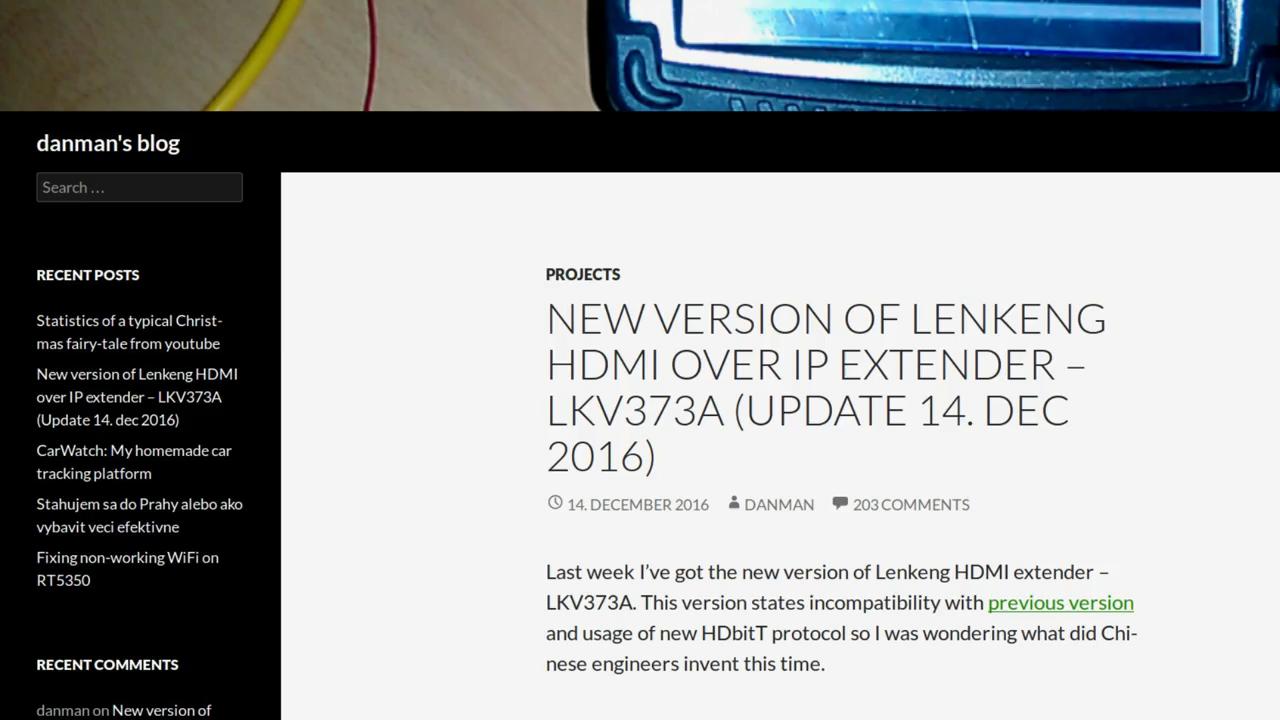 danman's blog
Search …
RECENT POSTS
Statistics of a typical Christ-
mas fairy-tale from youtube
New version of Lenkeng HDMI
over IP extender – LKV373A
(Update 14. dec 2016)
CarWatch: My homemade car
tracking platform
Stahujem sa do Prahy alebo ako
vybavit veci efektivne
Fixing non-working WiFi on
RT5350
RECENT COMMENTS
danman on New version of
PROJECTS
NEW VERSION OF LENKENG
HDMI OVER IP EXTENDER –
LKV373A (UPDATE 14. DEC
2016)
14. DECEMBER 2016 DANMAN 203 COMMENTS
Last week I’ve got the new version of Lenkeng HDMI extender –
LKV373A. This version states incompatibility with previous version
and usage of new HDbitT protocol so I was wondering what did Chi-
nese engineers invent this time.